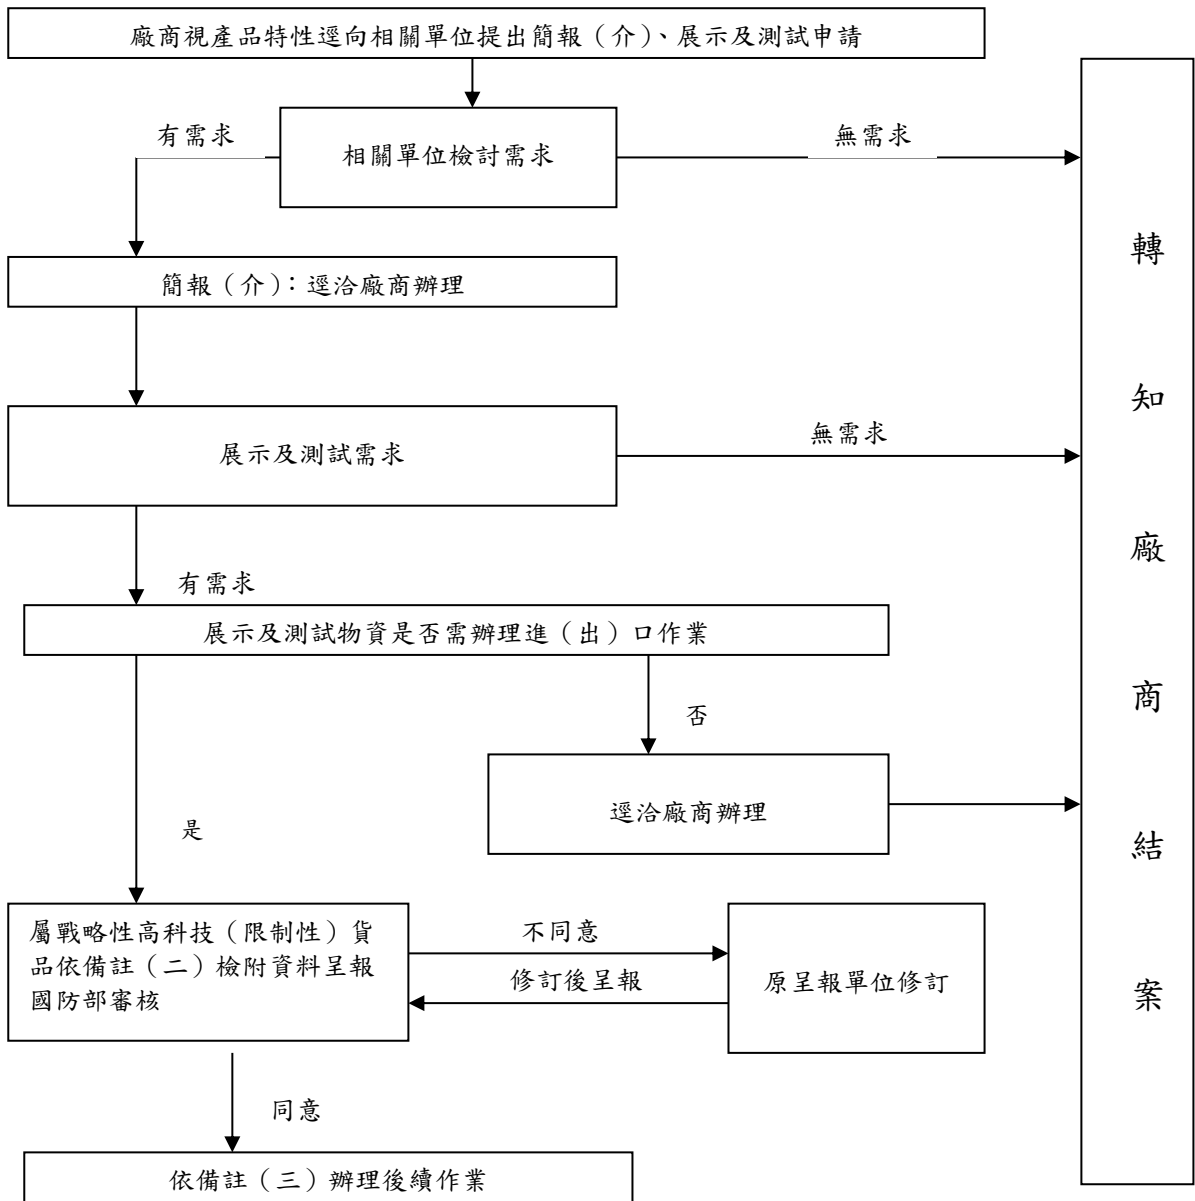 廠商視產品特性逕向相關單位提出簡報（介）、展示及測試申請
有需求
相關單位檢討需求
無需求
簡報（介）：逕洽廠商辦理
展示及測試需求
無需求
有需求
展示及測試物資是否需辦理進（出）口作業
否
逕洽廠商辦理
是
屬戰略性高科技（限制性）貨
品依備註（二）檢附資料呈報
國防部審核
不同意
修訂後呈報
原呈報單位修訂
同意
依備註（三）辦理後續作業
轉知廠商結案